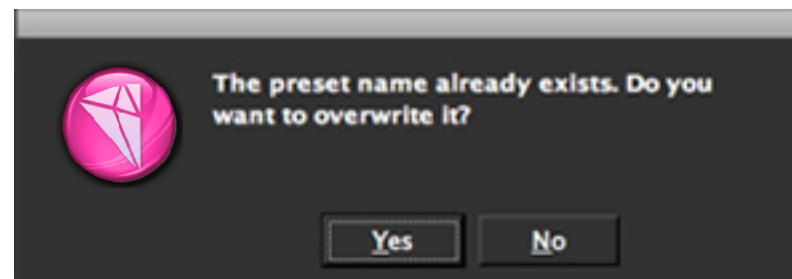 The preset name already exists. Do you
want to overwrite it?
Yes
No